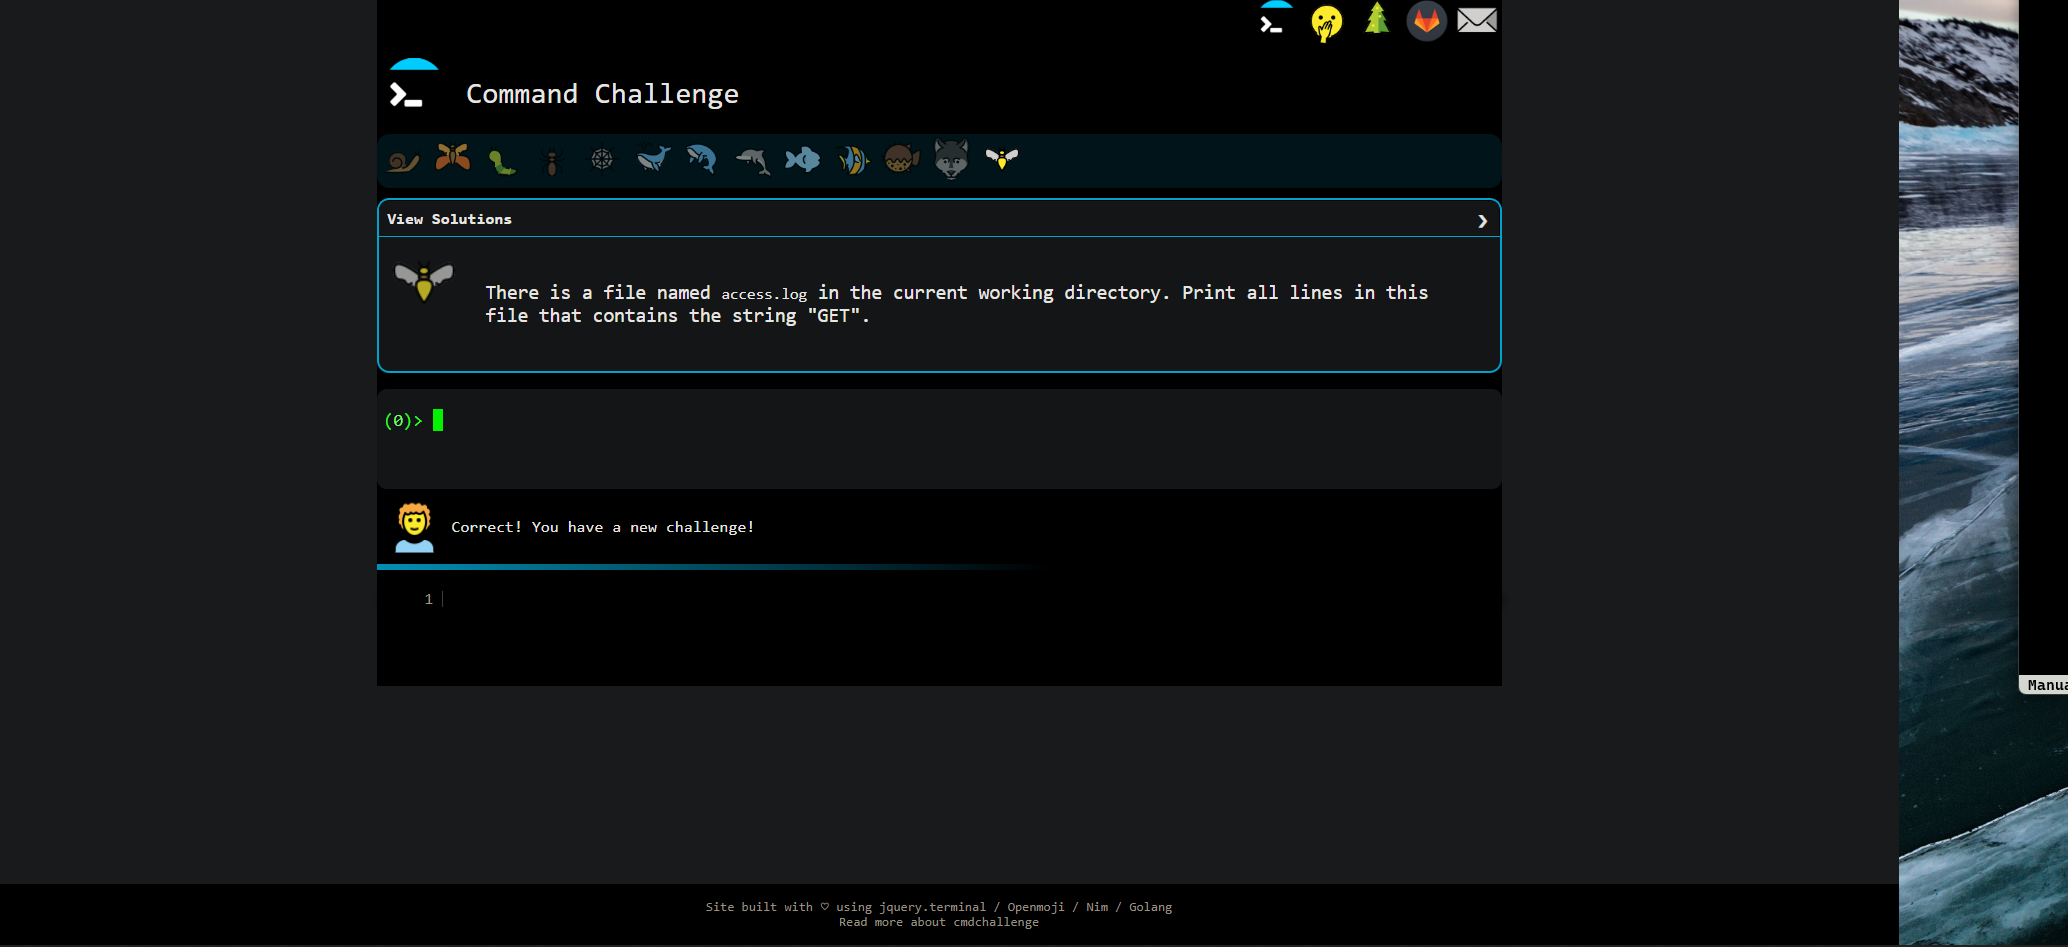 Command Challenge
View Solutions
There is a file named access.log in the current working directory. Print all lines in this
file that contains the string "GET".
(0)>
Correct! You have a new challenge!
1
Site built with ♡ using jquery.terminal / Openmoji / Nim / Golang
Read more about cmdchallenge